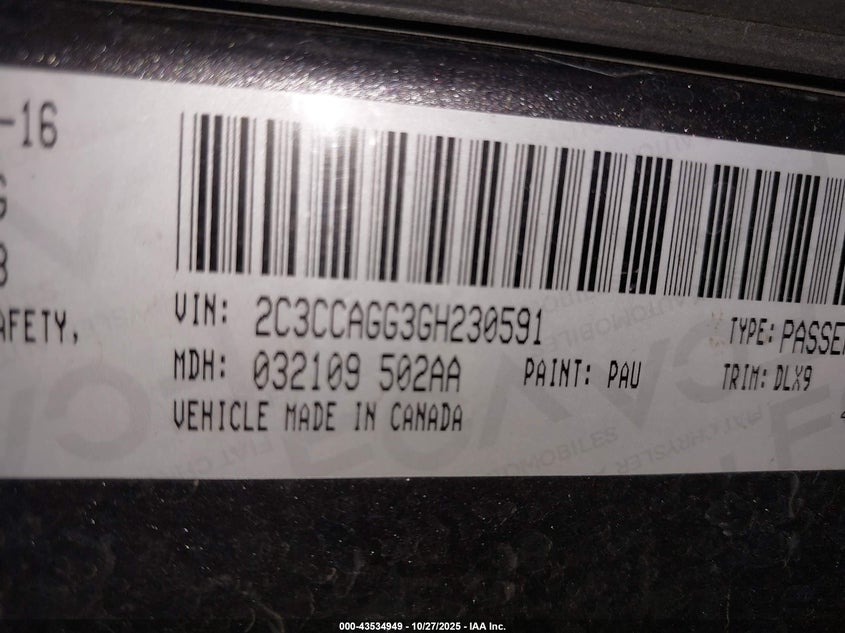 -16
AFETY,
VIN: 2C3CCAGG3GH230591
TYPE: PASSE
MDH: 032109 502AA
PAINT: PAU
TRIM: DLX9
VEHICLE MADE IN CANADA
000-43534949 - 10/27/2025 - IAA Inc.